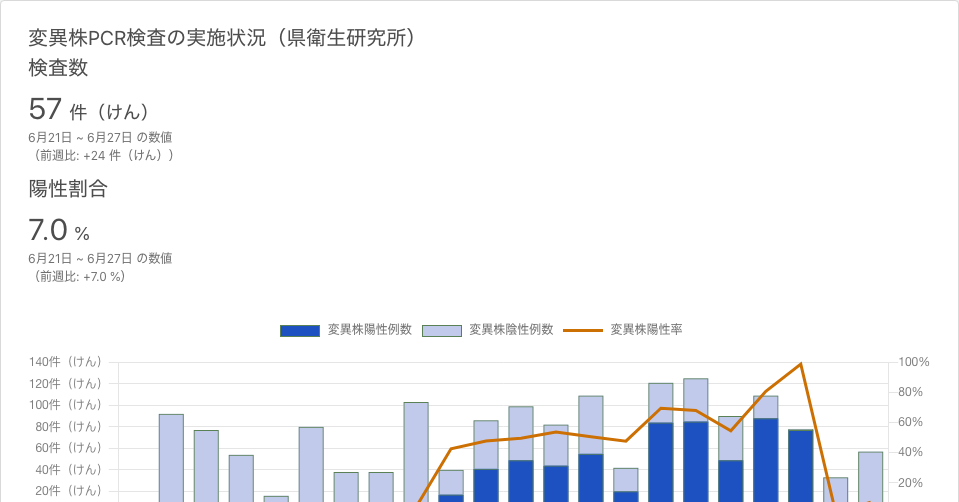 変異株PCR検査の実施状況（県衛生研究所）
検査数
57 件（けん）
6月21日 ~ 6月27日 の数値
（前週比: +24 件（けん））
陽性割合
7.0 %
6月21日 ~ 6月27日 の数値
（前週比: +7.0 %）
変異株陽性例数 変異株陰性例数 変異株陽性率
140件（けん） 100%
120件（けん）
80%
100件（けん）
80件（けん） 60%
60件（けん）
40%
40件（けん）
20件（けん） 20%